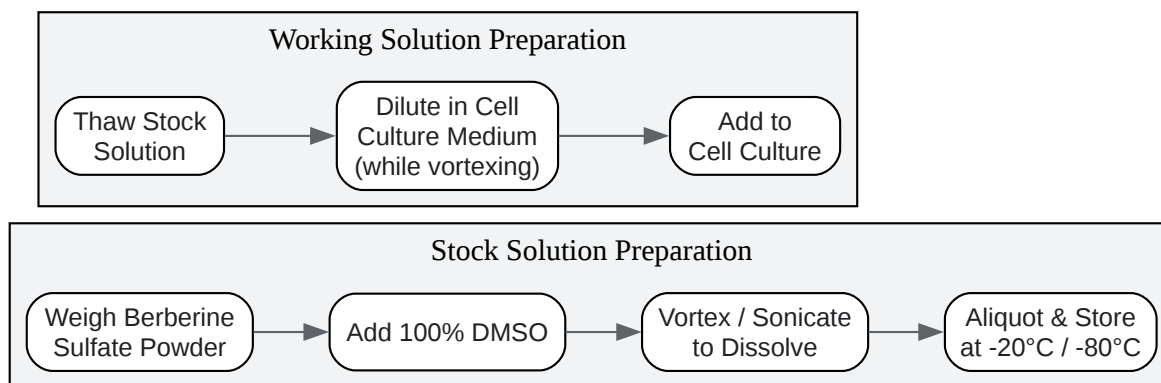 Working Solution Preparation
Thaw Stock
Solution
Dilute in Cell
Culture Medium
(while vortexing)
Add to
Cell Culture
Stock Solution Preparation
Weigh Berberine
Sulfate Powder
Add 100% DMSO
Vortex / Sonicate
to Dissolve
Aliquot & Store
at -20°C / -80°C